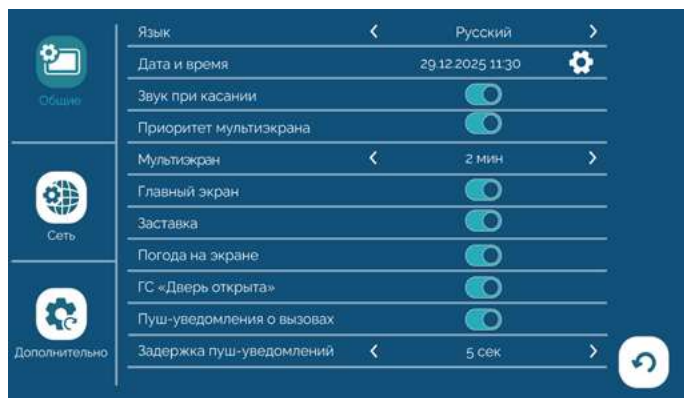 Язык
Русский
Дата и время
29.12.2025 11:30
Общие
Звук при касании
Приоритет мультиэкрана
Мультиэкран
2 мин
Главный экран
Сеть
Заставка
Погода на экране
ГС «Дверь открыта»
Пуш-уведомления о вызовах
Дополнительно
Задержка пуш-уведомлений
5 сек